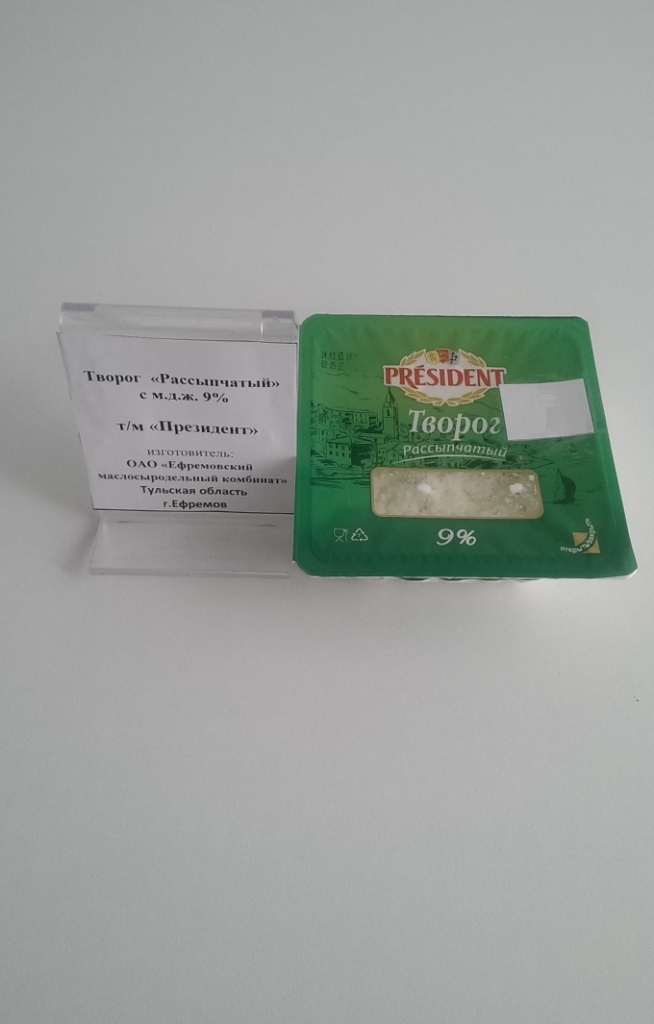 Творог «Рассыпчатый»
с м.д.ж. 9%
т/м «Президент»
изготовитель:
ОАО «Ефремовский
маслосыродельный комбинат»
Тульская область
г.Ефремов
PRÉSIDENT
Творог
Рассыпчатый
9%